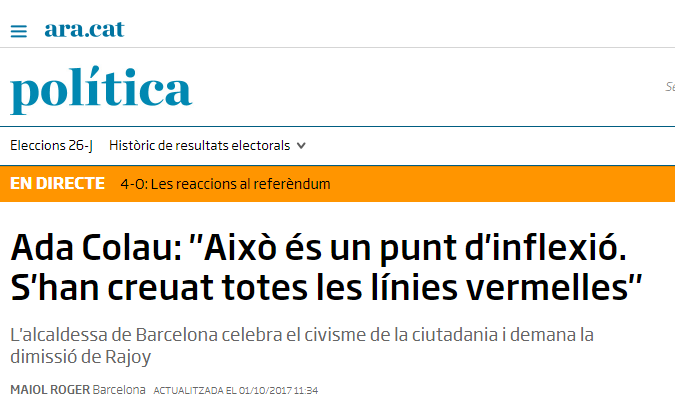 ara.cat
política
Eleccions 26-J Històric de resultats electorals
EN DIRECTE 4-O: Les reaccions al referèndum
Ada Colau: "Això és un punt d'inflexió.
S'han creuat totes les línies vermelles"
L'alcaldessa de Barcelona celebra el civisme de la ciutadania i demana la
dimissió de Rajoy
MAIOL ROGER Barcelona ACTUALITZADA EL 01/10/2017 11:34